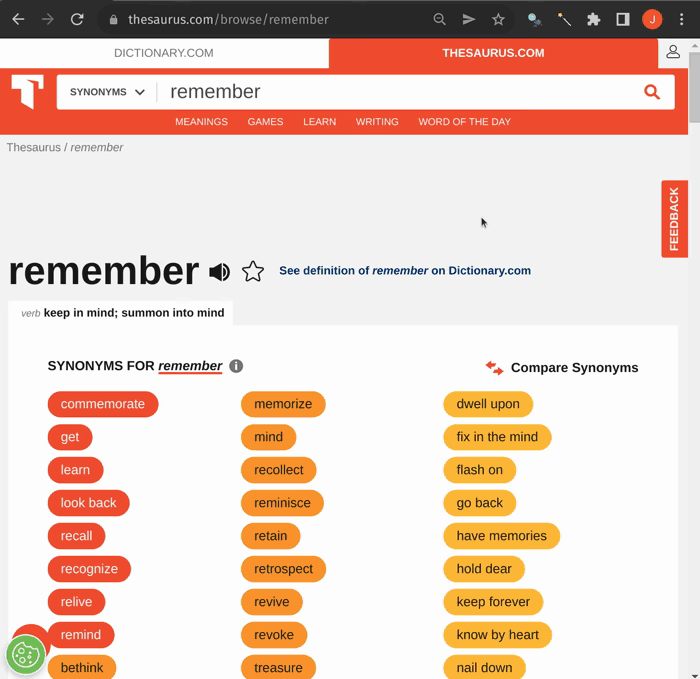 thesaurus.com/browse/remember
J
DICTIONARY.COM
THESAURUS.COM
SYNONYMS
remember
MEANINGS GAMES LEARN WRITING WORD OF THE DAY
Thesaurus / remember
FEEDBACK
remember
See definition of remember on Dictionary.com
verb keep in mind; summon into mind
SYNONYMS FOR remember
Compare Synonyms
commemorate
get
learn
look back
recall
recognize
relive
remind
bethink
memorize
mind
recollect
reminisce
retain
retrospect
revive
revoke
treasure
dwell upon
fix in the mind
flash on
go back
have memories
hold dear
keep forever
know by heart
nail down